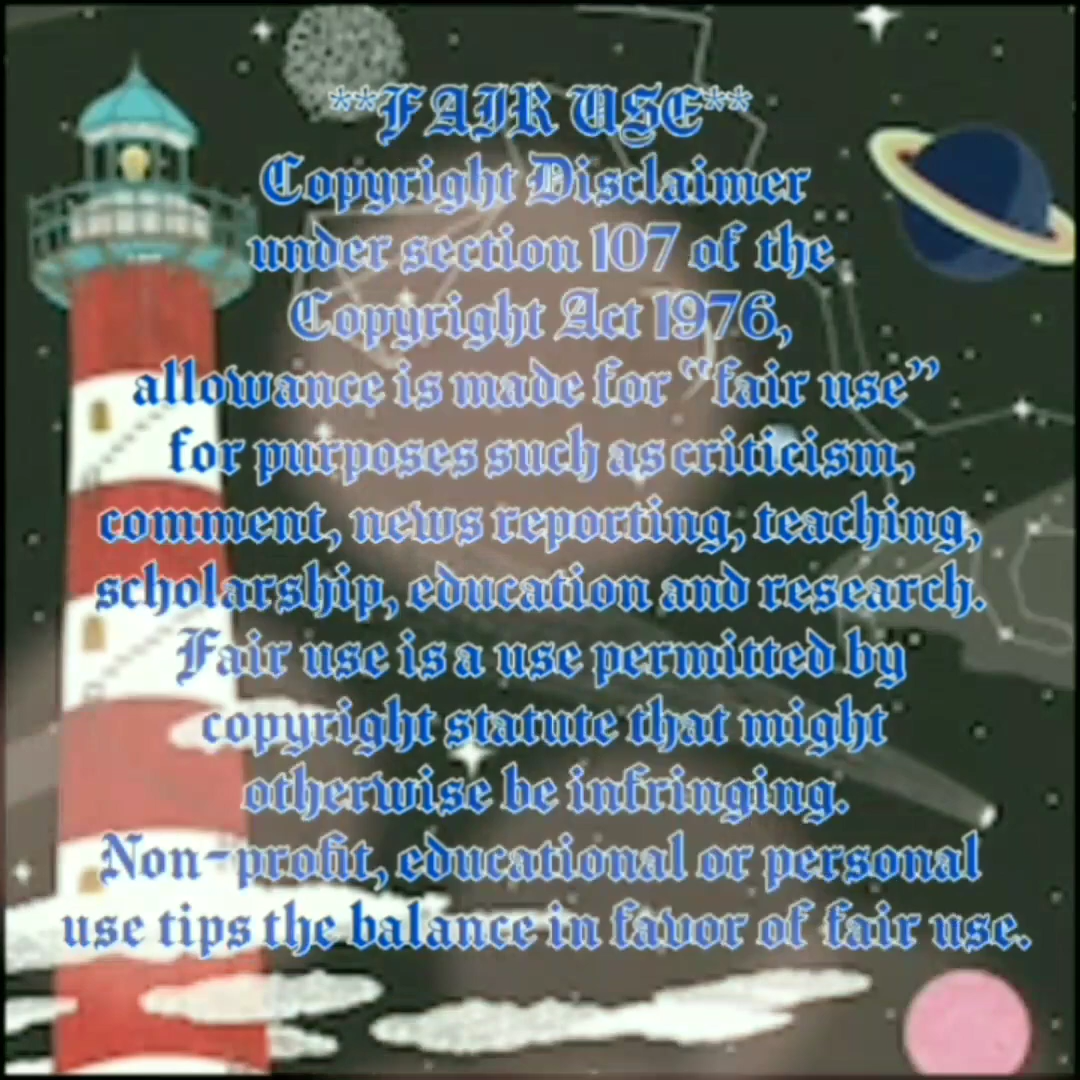 **FAIR USE**
Copyright Disclaimer
under section 107 of the
Copyright Act 1976,
allowance is made for “fair use”
for purposes such as criticism,
comment, news reporting, teaching,
scholarship, education and research.
Fair use is a use permitted by
copyright statute that might
otherwise be infringing.
Non-profit, educational or personal
use tips the balance in favor of fair use.